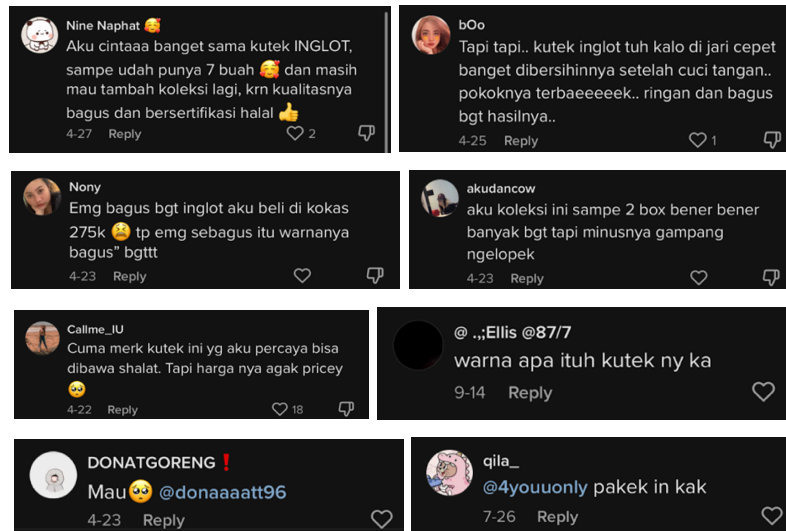 Nine Naphat 🥰
Aku cintaaa banget sama kutek INGLOT,
sampe udah punya 7 buah 🥰 dan masih
mau tambah koleksi lagi, krn kualitasnya
bagus dan bersertifikasi halal 👍
4-27 Reply 2
bOo
Tapi tapi.. kutek inglot tuh kalo di jari cepet
banget dibersihinnya setelah cuci tangan..
pokoknya terbaeeeeek.. ringan dan bagus
bgt hasilnya..
4-25 Reply 1
Nony
Emg bagus bgt inglot aku beli di kokas
275k 😫 tp emg sebagus itu warnanya
bagus” bgttt
4-23 Reply
akudancow
aku koleksi ini sampe 2 box bener bener
banyak bgt tapi minusnya gampang
ngelopek
4-23 Reply
Callme_IU
Cuma merk kutek ini yg aku percaya bisa
dibawa shalat. Tapi harga nya agak pricey
🥺
4-22 Reply 18
@ .,;Ellis @87/7
warna apa ituh kutek ny ka
9-14 Reply
DONATGORENG❗
Mau🥺 @donaaaatt96
4-23 Reply
qila_
@4youuonly pakek in kak
7-26 Reply